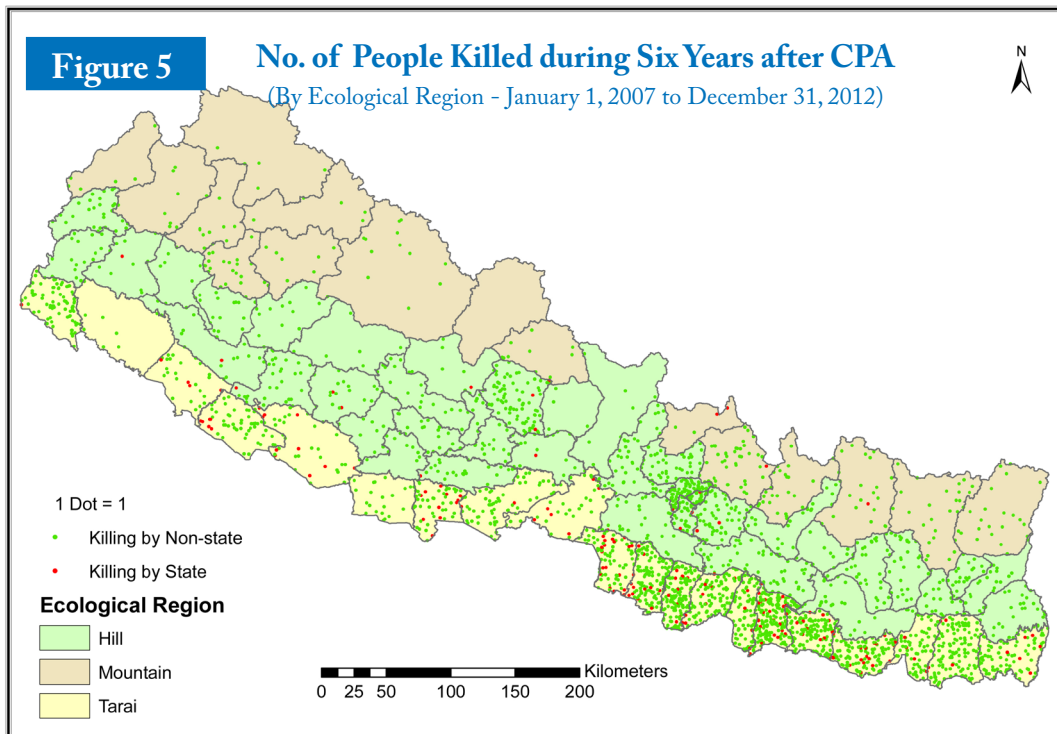 Figure 5
No. of People Killed during Six Years after CPA
(By Ecological Region - January 1, 2007 to December 31, 2012)
N
1 Dot = 1
Killing by Non-state
Killing by State
Ecological Region
Hill
Mountain
Tarai
Kilometers
0 25 50 100 150 200